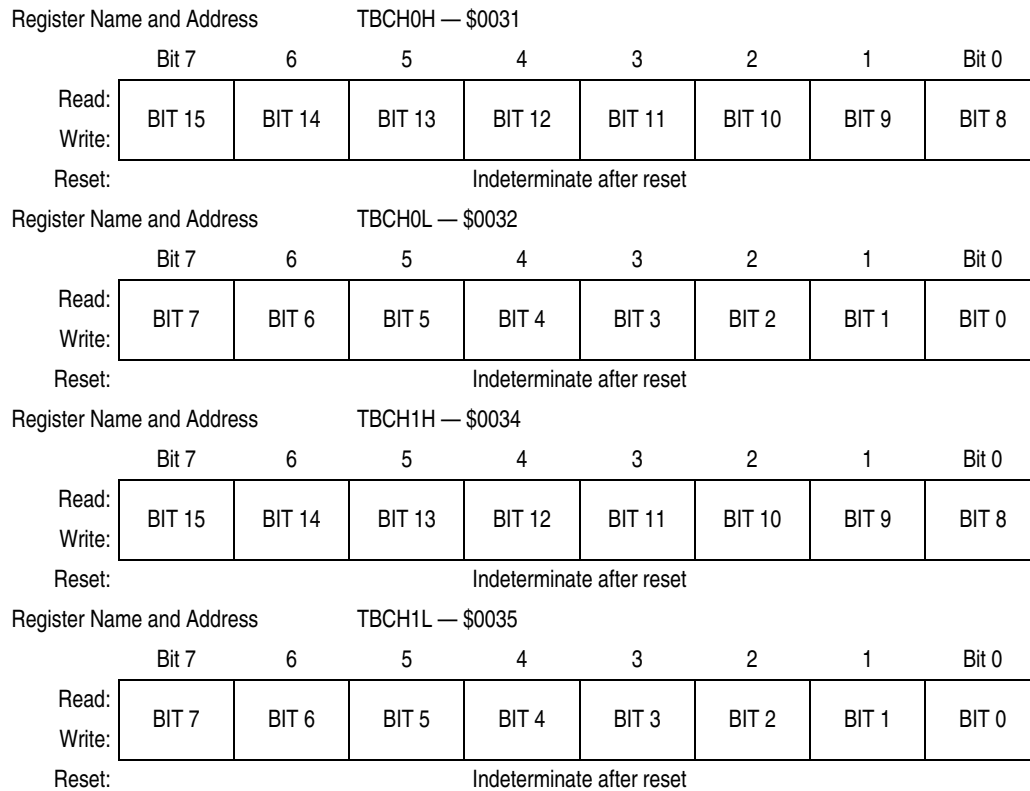 Register Name and Address TBCH0H — $0031
Bit 7 6 5 4 3 2 1 Bit 0
Read:
BIT 15 BIT 14 BIT 13 BIT 12 BIT 11 BIT 10 BIT 9 BIT 8
Write:
Reset: Indeterminate after reset
Register Name and Address TBCH0L — $0032
Bit 7 6 5 4 3 2 1 Bit 0
Read:
BIT 7 BIT 6 BIT 5 BIT 4 BIT 3 BIT 2 BIT 1 BIT 0
Write:
Reset: Indeterminate after reset
Register Name and Address TBCH1H — $0034
Bit 7 6 5 4 3 2 1 Bit 0
Read:
BIT 15 BIT 14 BIT 13 BIT 12 BIT 11 BIT 10 BIT 9 BIT 8
Write:
Reset: Indeterminate after reset
Register Name and Address TBCH1L — $0035
Bit 7 6 5 4 3 2 1 Bit 0
Read:
BIT 7 BIT 6 BIT 5 BIT 4 BIT 3 BIT 2 BIT 1 BIT 0
Write:
Reset: Indeterminate after reset